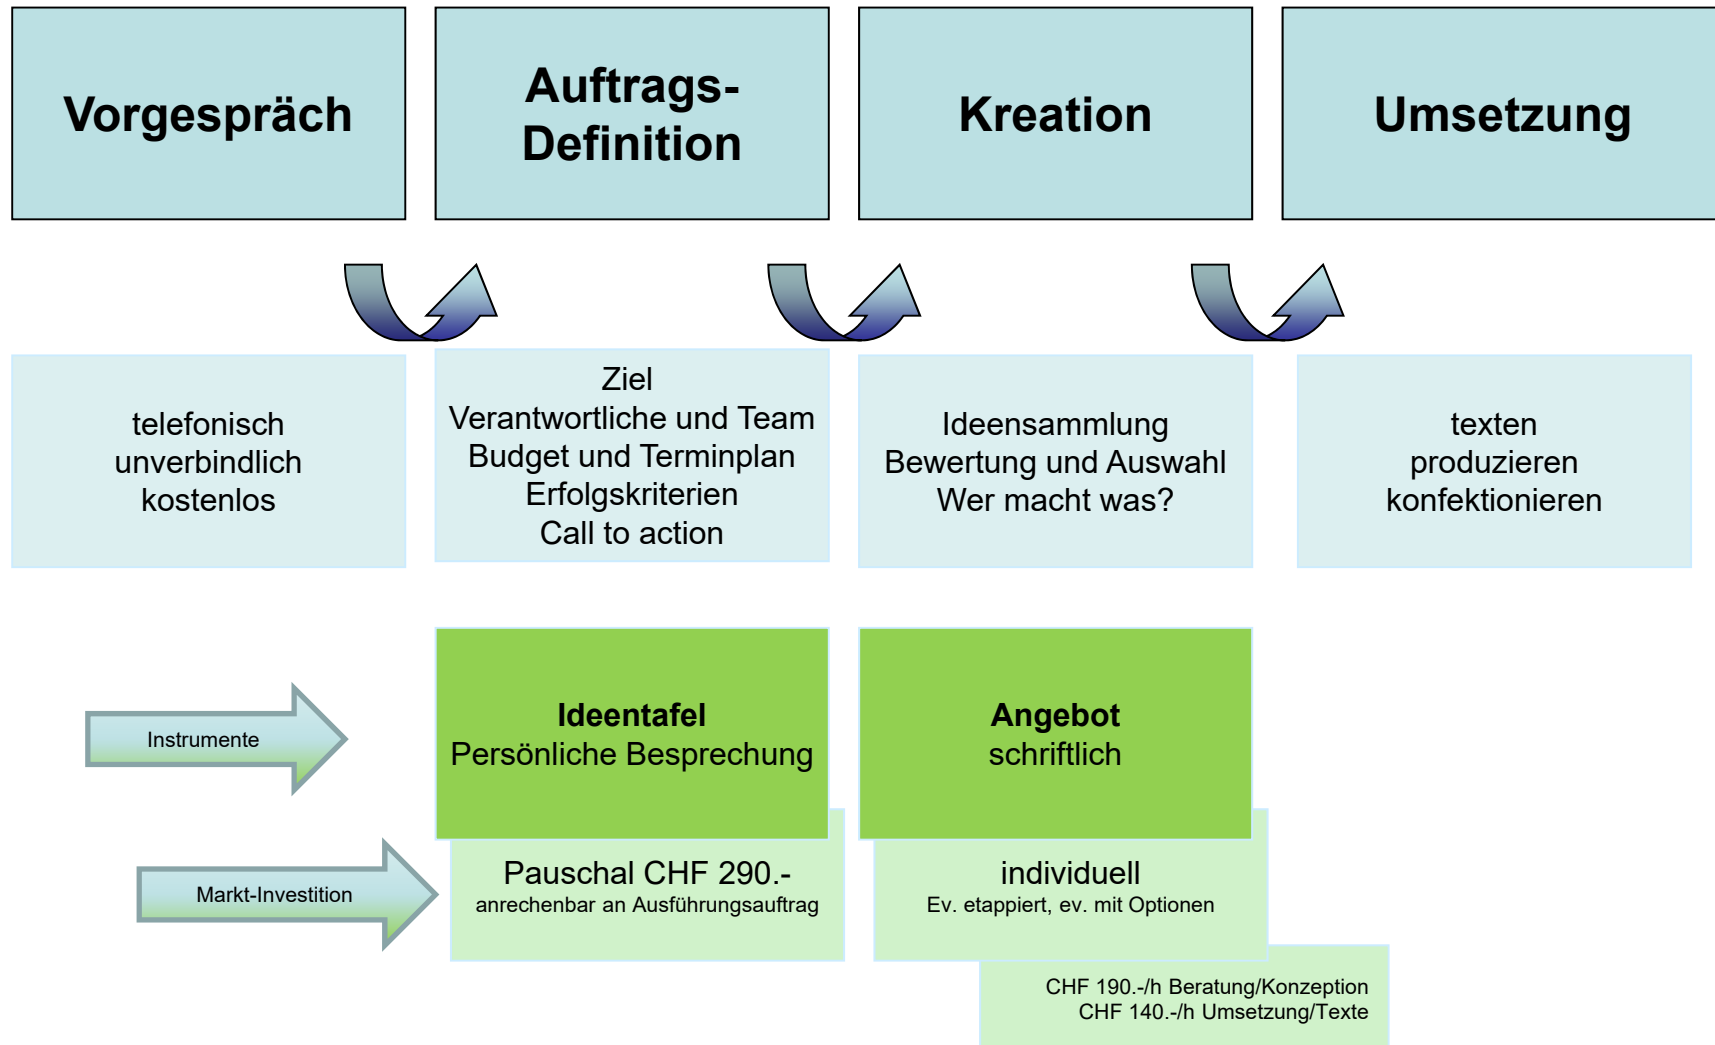 Vorgespräch
Auftrags-
Definition
Kreation
Umsetzung
telefonisch
unverbindlich
kostenlos
Ziel
Verantwortliche und Team
Budget und Terminplan
Erfolgskriterien
Call to action
Ideensammlung
Bewertung und Auswahl
Wer macht was?
texten
produzieren
konfektionieren
Instrumente
Ideentafel
Persönliche Besprechung
Angebot
schriftlich
Markt-Investition
Pauschal CHF 290.-
anrechenbar an Ausführungsauftrag
individuell
Ev. etappiert, ev. mit Optionen
CHF 190.-/h Beratung/Konzeption
CHF 140.-/h Umsetzung/Texte